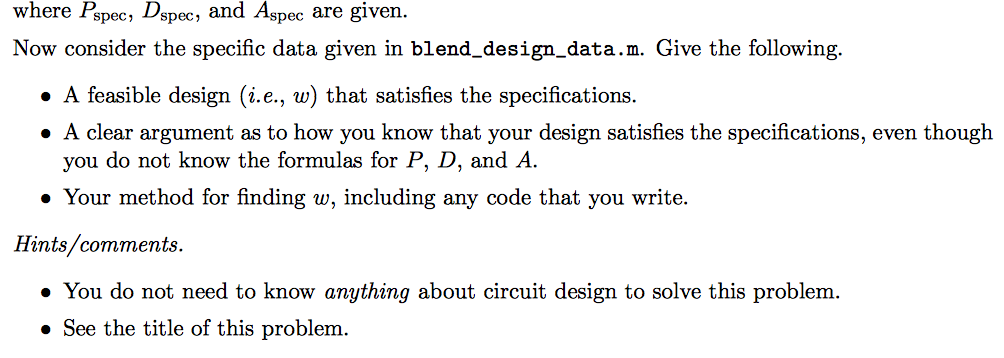 where P_spec, D_spec, and A_spec are given.
Now consider the specific data given in blend_design_data.m. Give the following.
• A feasible design (i.e., w) that satisfies the specifications.
• A clear argument as to how you know that your design satisfies the specifications, even though
you do not know the formulas for P, D, and A.
• Your method for finding w, including any code that you write.
Hints/comments.
• You do not need to know anything about circuit design to solve this problem.
• See the title of this problem.